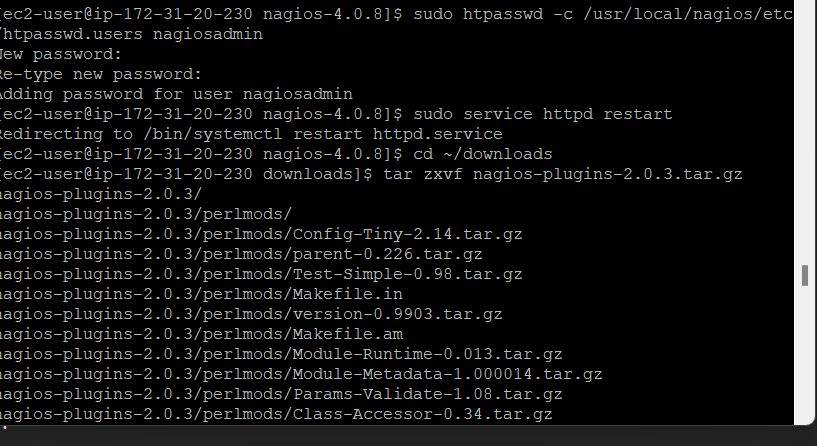 [ec2-user@ip-172-31-20-230 nagios-4.0.8]$ sudo htpasswd -c /usr/local/nagios/etc
/htpasswd.users nagiosadmin
New password:
Re-type new password:
Adding password for user nagiosadmin
[ec2-user@ip-172-31-20-230 nagios-4.0.8]$ sudo service httpd restart
Redirecting to /bin/systemctl restart httpd.service
[ec2-user@ip-172-31-20-230 nagios-4.0.8]$ cd ~/downloads
[ec2-user@ip-172-31-20-230 downloads]$ tar zxvf nagios-plugins-2.0.3.tar.gz
nagios-plugins-2.0.3/
nagios-plugins-2.0.3/perlmods/
nagios-plugins-2.0.3/perlmods/Config-Tiny-2.14.tar.gz
nagios-plugins-2.0.3/perlmods/parent-0.226.tar.gz
nagios-plugins-2.0.3/perlmods/Test-Simple-0.98.tar.gz
nagios-plugins-2.0.3/perlmods/Makefile.in
nagios-plugins-2.0.3/perlmods/version-0.9903.tar.gz
nagios-plugins-2.0.3/perlmods/Makefile.am
nagios-plugins-2.0.3/perlmods/Module-Runtime-0.013.tar.gz
nagios-plugins-2.0.3/perlmods/Module-Metadata-1.000014.tar.gz
nagios-plugins-2.0.3/perlmods/Params-Validate-1.08.tar.gz
nagios-plugins-2.0.3/perlmods/Class-Accessor-0.34.tar.gz